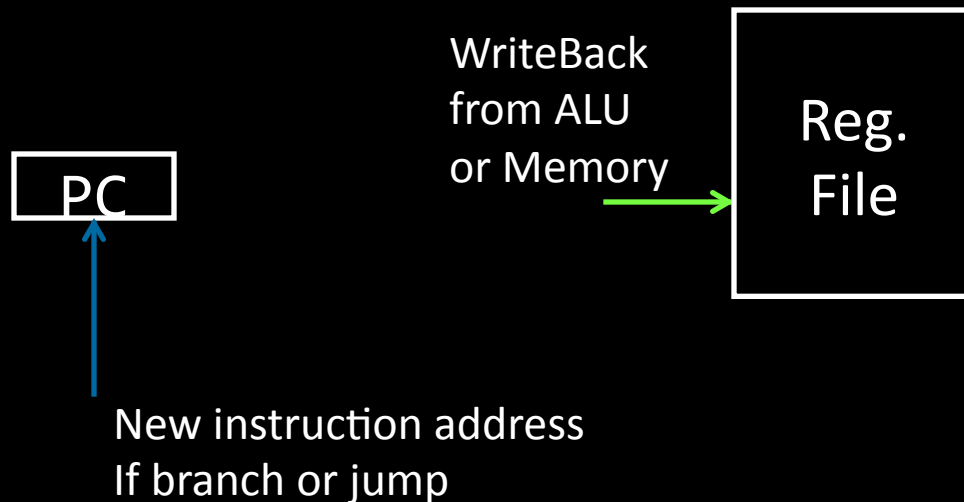 WriteBack
from ALU
or Memory
Reg.
File
PC
New instruction address
If branch or jump